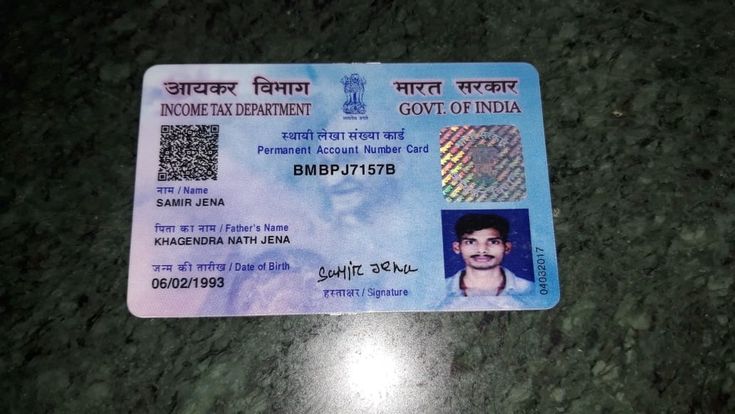 आयकर विभाग
INCOME TAX DEPARTMENT
भारत सरकार
GOVT. OF INDIA
स्थायी लेखा संख्या कार्ड
Permanent Account Number Card
BMBPJ7157B
नाम / Name
SAMIR JENA
पिता का नाम / Father's Name
KHAGENDRA NATH JENA
जन्म की तारीख / Date of Birth
06/02/1993
Samir Jena
हस्ताक्षर / Signature
04032017